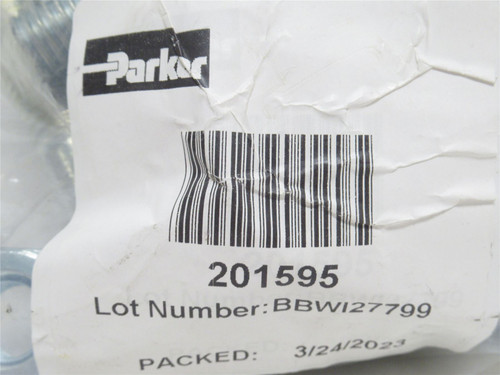 Parker
201595
Lot Number:BBWI27799
PACKED: 3/24/2023